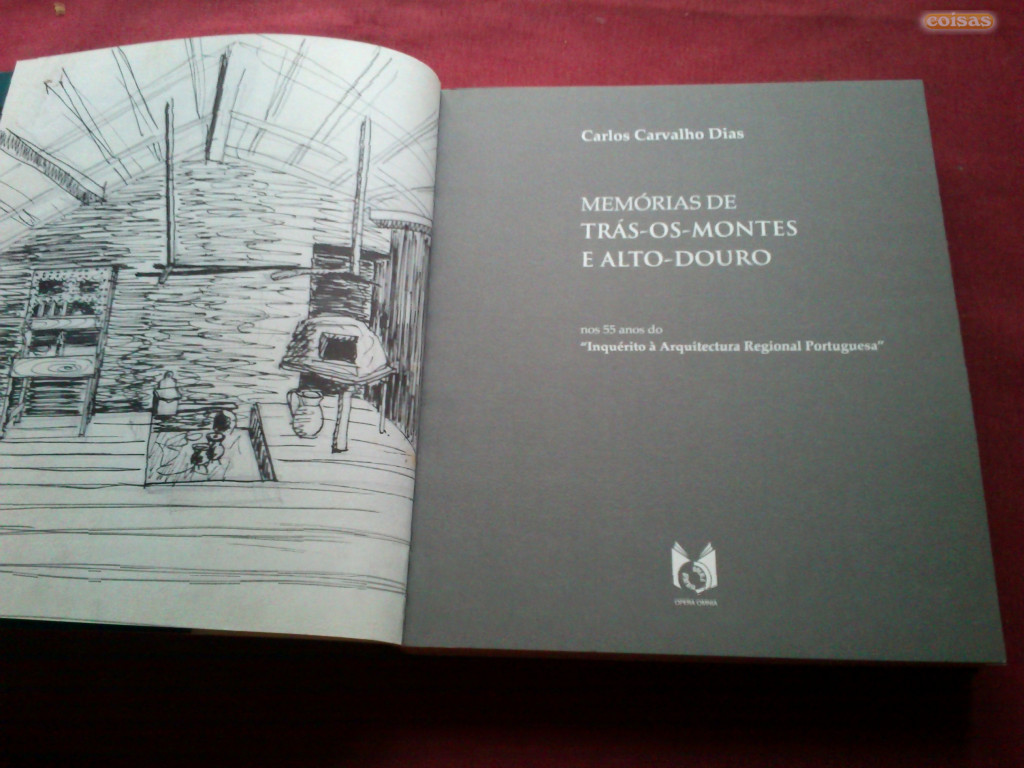 coisas
Carlos Carvalho Dias
MEMÓRIAS DE
TRÁS-OS-MONTES
E ALTO-DOURO
nos 55 anos do
“Inquérito à Arquitectura Regional Portuguesa”
OPERA OMNIA